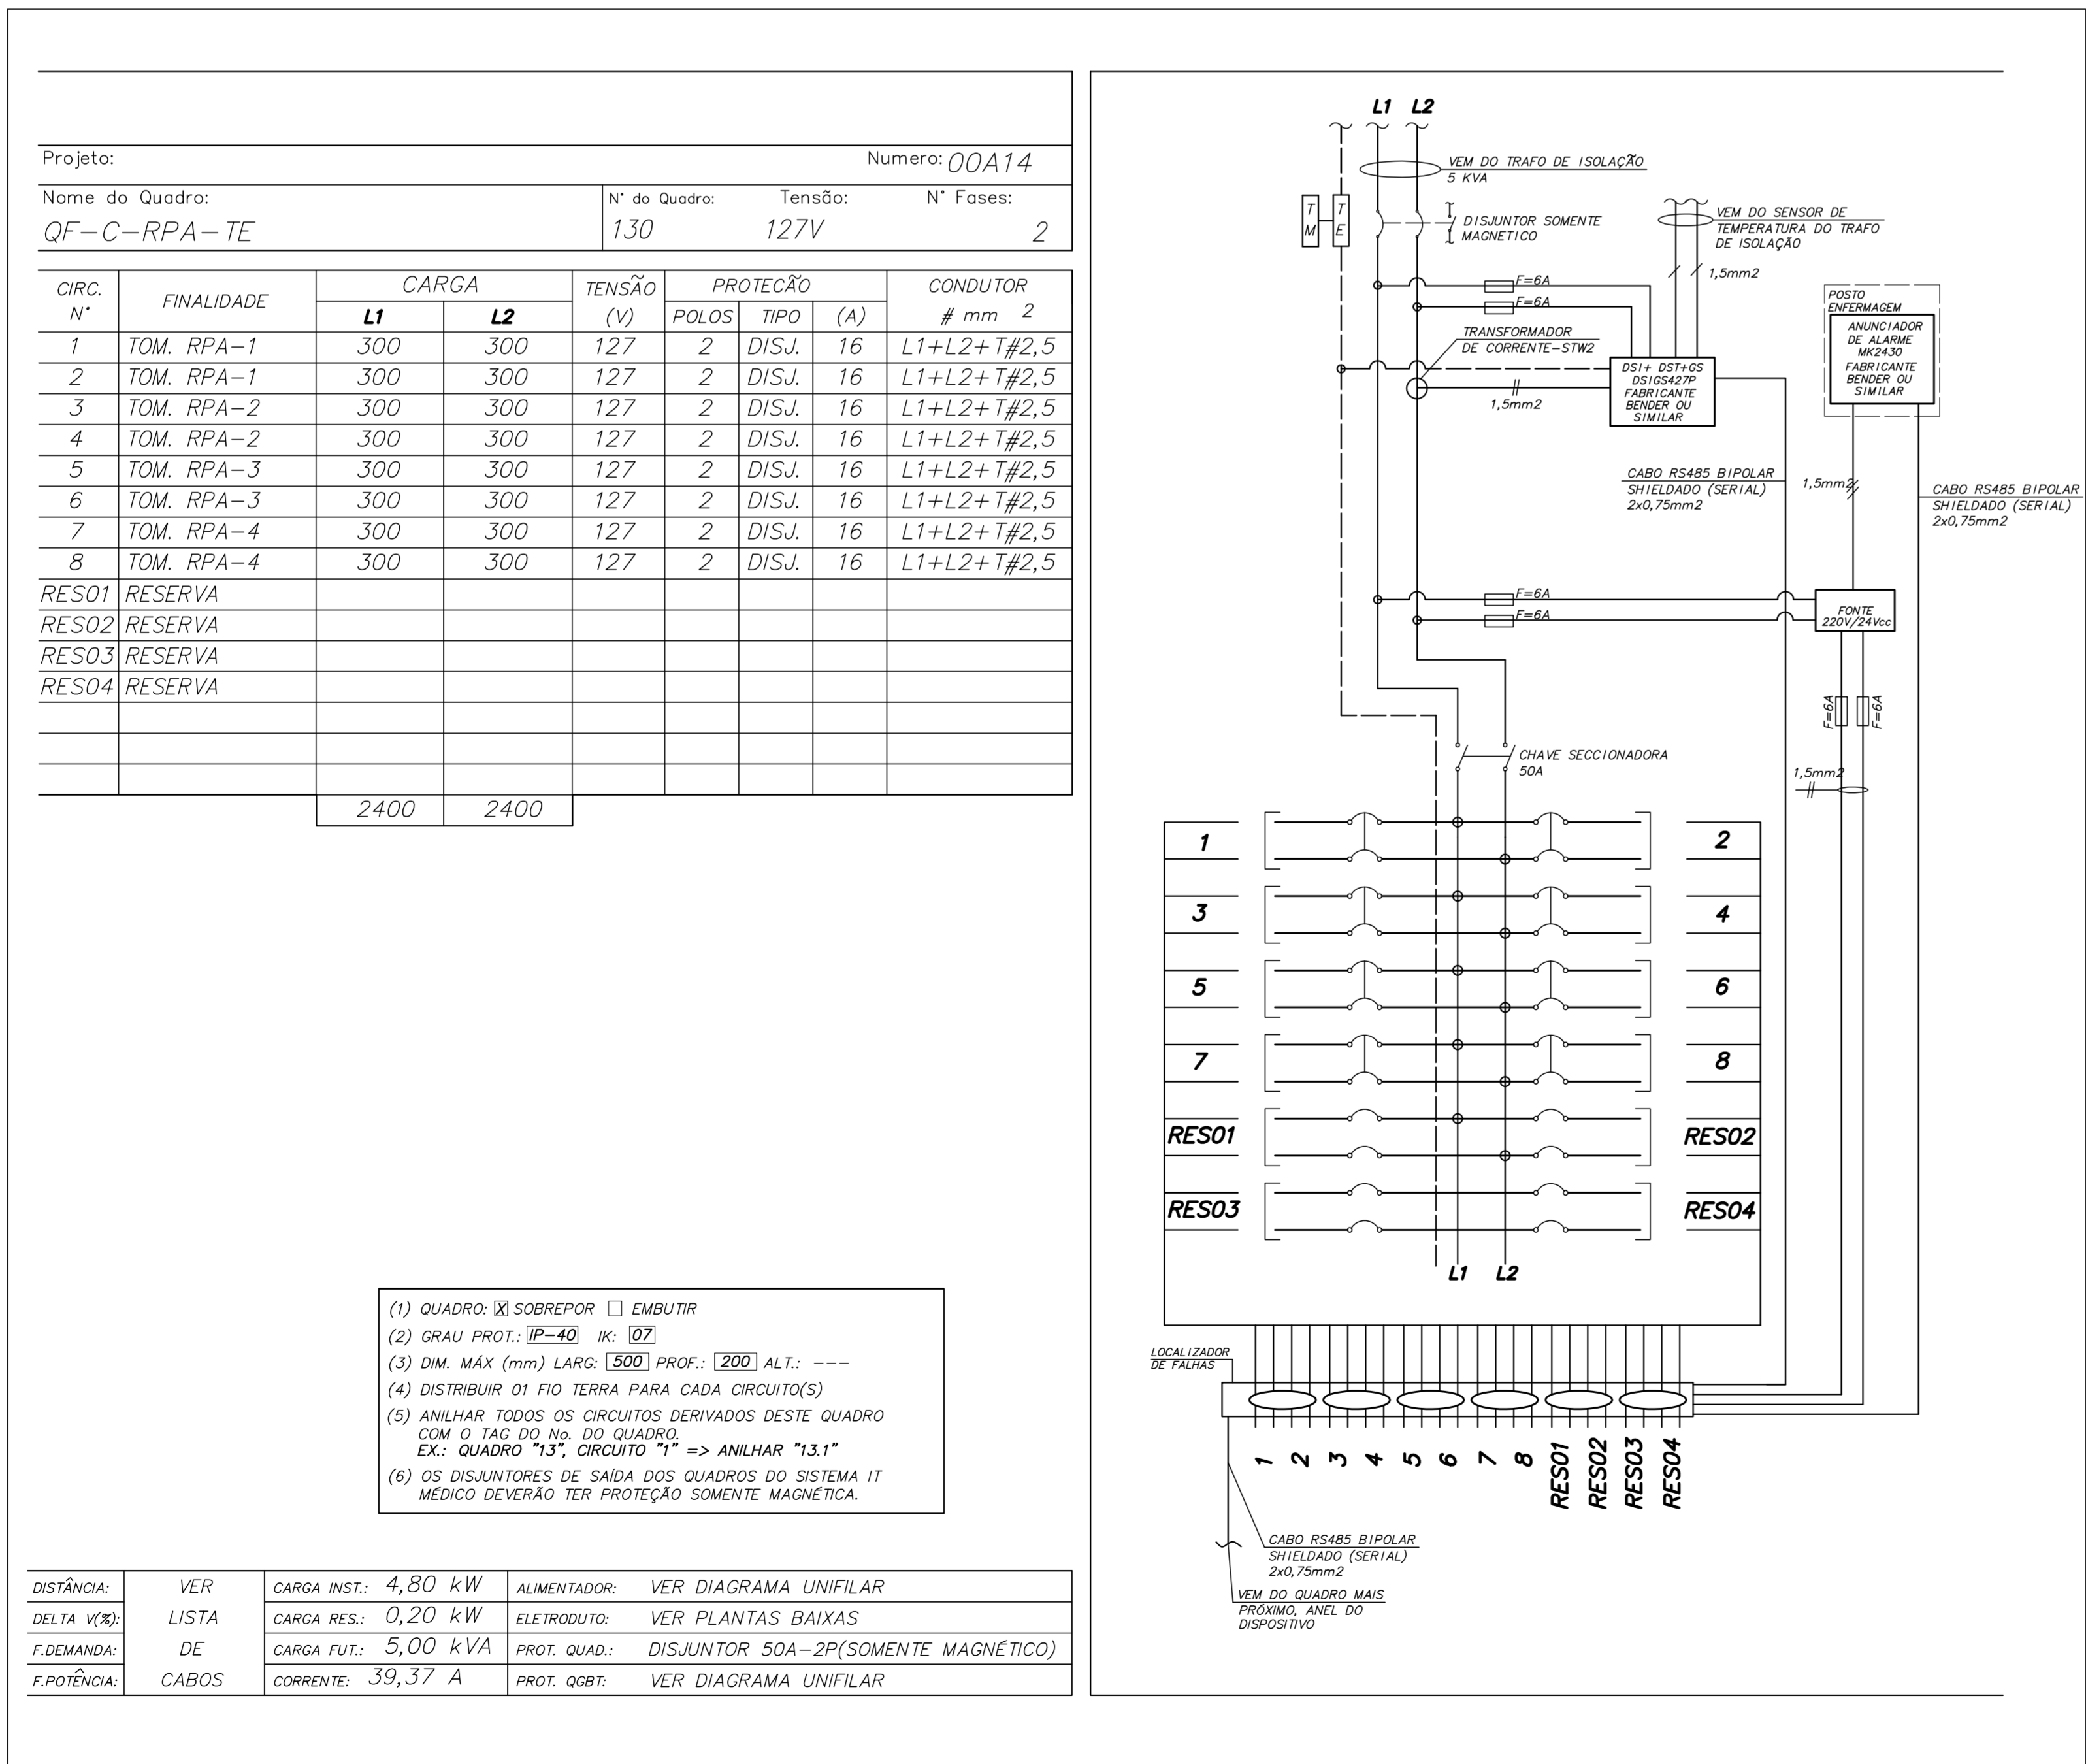 Projeto: Numero: 00A14
Nome do Quadro: N° do Quadro: Tensão: N° Fases:
QF-C-RPA-TE 130 127V 2
CIRC. N° FINALIDADE CARGA TENSÃO (V) PROTECÃO CONDUTOR # mm 2
L1 L2 POLOS TIPO (A)
1 TOM. RPA-1 300 300 127 2 DISJ. 16 L1+L2+T#2,5
2 TOM. RPA-1 300 300 127 2 DISJ. 16 L1+L2+T#2,5
3 TOM. RPA-2 300 300 127 2 DISJ. 16 L1+L2+T#2,5
4 TOM. RPA-2 300 300 127 2 DISJ. 16 L1+L2+T#2,5
5 TOM. RPA-3 300 300 127 2 DISJ. 16 L1+L2+T#2,5
6 TOM. RPA-3 300 300 127 2 DISJ. 16 L1+L2+T#2,5
7 TOM. RPA-4 300 300 127 2 DISJ. 16 L1+L2+T#2,5
8 TOM. RPA-4 300 300 127 2 DISJ. 16 L1+L2+T#2,5
RES01 RESERVA
RES02 RESERVA
RES03 RESERVA
RES04 RESERVA
2400 2400
(1) QUADRO: X SOBREPOR EMBUTIR
(2) GRAU PROT.: IP-40 IK: 07
(3) DIM. MÁX (mm) LARG: 500 PROF.: 200 ALT.: ---
(4) DISTRIBUIR 01 FIO TERRA PARA CADA CIRCUITO(S)
(5) ANILHAR TODOS OS CIRCUITOS DERIVADOS DESTE QUADRO
COM O TAG DO No. DO QUADRO.
EX.: QUADRO "13", CIRCUITO "1" => ANILHAR "13.1"
(6) OS DISJUNTORES DE SAÍDA DOS QUADROS DO SISTEMA IT
MÉDICO DEVERÃO TER PROTEÇÃO SOMENTE MAGNÉTICA.
DISTÂNCIA: VER CARGA INST.: 4,80 kW ALIMENTADOR: VER DIAGRAMA UNIFILAR
DELTA V(%): LISTA CARGA RES.: 0,20 kW ELETRODUTO: VER PLANTAS BAIXAS
F.DEMANDA: DE CARGA FUT.: 5,00 kVA PROT. QUAD.: DISJUNTOR 50A-2P(SOMENTE MAGNÉTICO)
F.POTÊNCIA: CABOS CORRENTE: 39,37 A PROT. QGBT: VER DIAGRAMA UNIFILAR
L1 L2
VEM DO TRAFO DE ISOLAÇÃO
5 KVA
TM TE
DISJUNTOR SOMENTE
MAGNETICO
VEM DO SENSOR DE
TEMPERATURA DO TRAFO
DE ISOLAÇÃO
1,5mm2
F=6A
F=6A
TRANSFORMADOR
DE CORRENTE-STW2
1,5mm2
DSI+ DST+GS
DSIGS427P
FABRICANTE
BENDER OU
SIMILAR
POSTO
ENFERMAGEM
ANUNCIADOR
DE ALARME
MK2430
FABRICANTE
BENDER OU
SIMILAR
CABO RS485 BIPOLAR
SHIELDADO (SERIAL)
2x0,75mm2
1,5mm2
CABO RS485 BIPOLAR
SHIELDADO (SERIAL)
2x0,75mm2
F=6A
F=6A
FONTE
220V/24Vcc
F=6A
F=6A
CHAVE SECCIONADORA
50A
1,5mm2
1 2
3 4
5 6
7 8
RES01 RES02
RES03 RES04
L1 L2
LOCALIZADOR
DE FALHAS
1 2 3 4 5 6 7 8 RES01 RES02 RES03 RES04
CABO RS485 BIPOLAR
SHIELDADO (SERIAL)
2x0,75mm2
VEM DO QUADRO MAIS
PRÓXIMO, ANEL DO
DISPOSITIVO